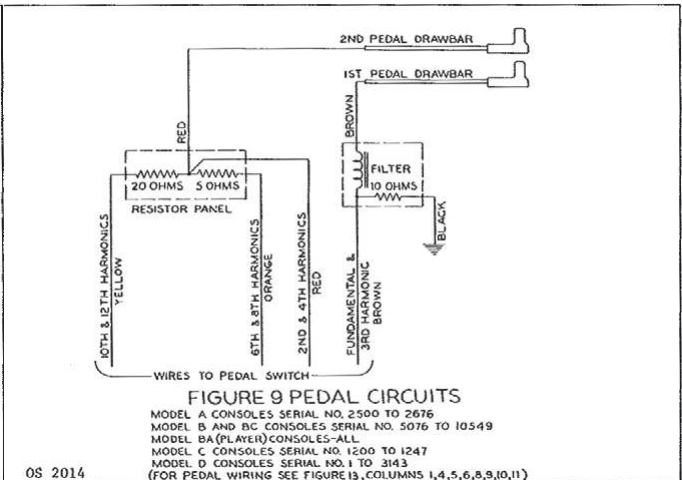 2ND PEDAL DRAWBAR
1ST PEDAL DRAWBAR
RED
BROWN
FILTER
20 OHMS 5 OHMS
10 OHMS
RESISTOR PANEL
BLACK
10TH & 12TH HARMONICS
YELLOW
6TH & 8TH HARMONICS
ORANGE
2ND & 4TH HARMONICS
RED
FUNDAMENTAL &
3RD HARMONIC
BROWN
WIRES TO PEDAL SWITCH
FIGURE 9 PEDAL CIRCUITS
MODEL A CONSOLES SERIAL NO. 2500 TO 2676
MODEL B AND BC CONSOLES SERIAL NO. 5076 TO 10549
MODEL BA (PLAYER) CONSOLES-ALL
MODEL C CONSOLES SERIAL NO. 1200 TO 1247
MODEL D CONSOLES SERIAL NO. 1 TO 3143
OS 2014
(FOR PEDAL WIRING SEE FIGURE 13, COLUMNS 1,4,5,6,8,9,10,11)